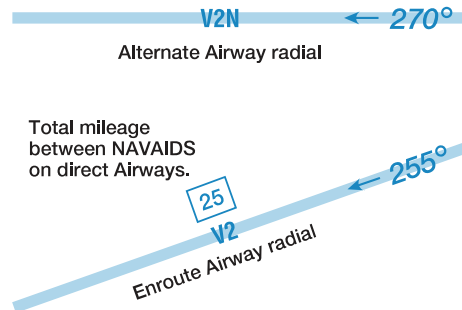 V2N ← 270°
Alternate Airway radial
Total mileage
between NAVAIDS
on direct Airways.
← 255°
25
V2
Enroute Airway radial